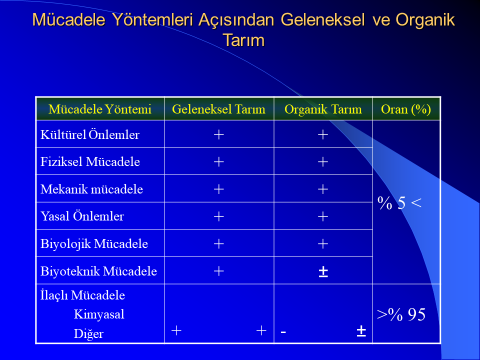 Mücadele Yöntemleri Açısından Geleneksel ve Organik
Tarım
Mücadele Yöntemi Geleneksel Tarım Organik Tarım Oran (%)
Kültürel Önlemler + +
Fiziksel Mücadele + +
Mekanik mücadele + +
% 5 <
Yasal Önlemler + +
Biyolojik Mücadele + +
Biyoteknik Mücadele + ±
İlaçlı Mücadele
Kimyasal
>% 95
Diğer + + - ±